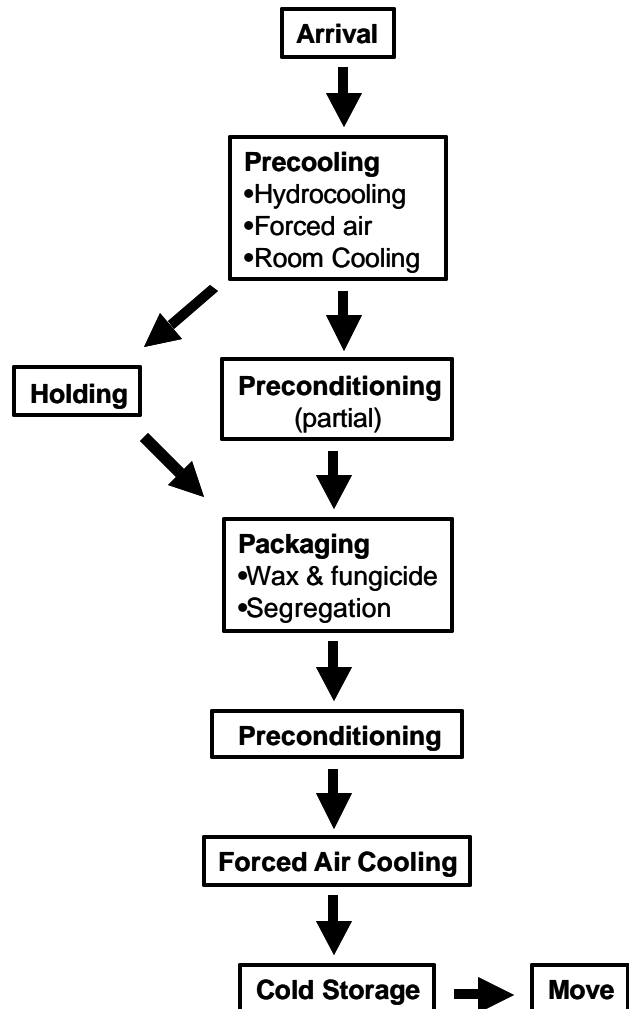 Arrival
Precooling
•Hydrocooling
•Forced air
•Room Cooling
Holding
Preconditioning
(partial)
Packaging
•Wax & fungicide
•Segregation
Preconditioning
Forced Air Cooling
Cold Storage
Move